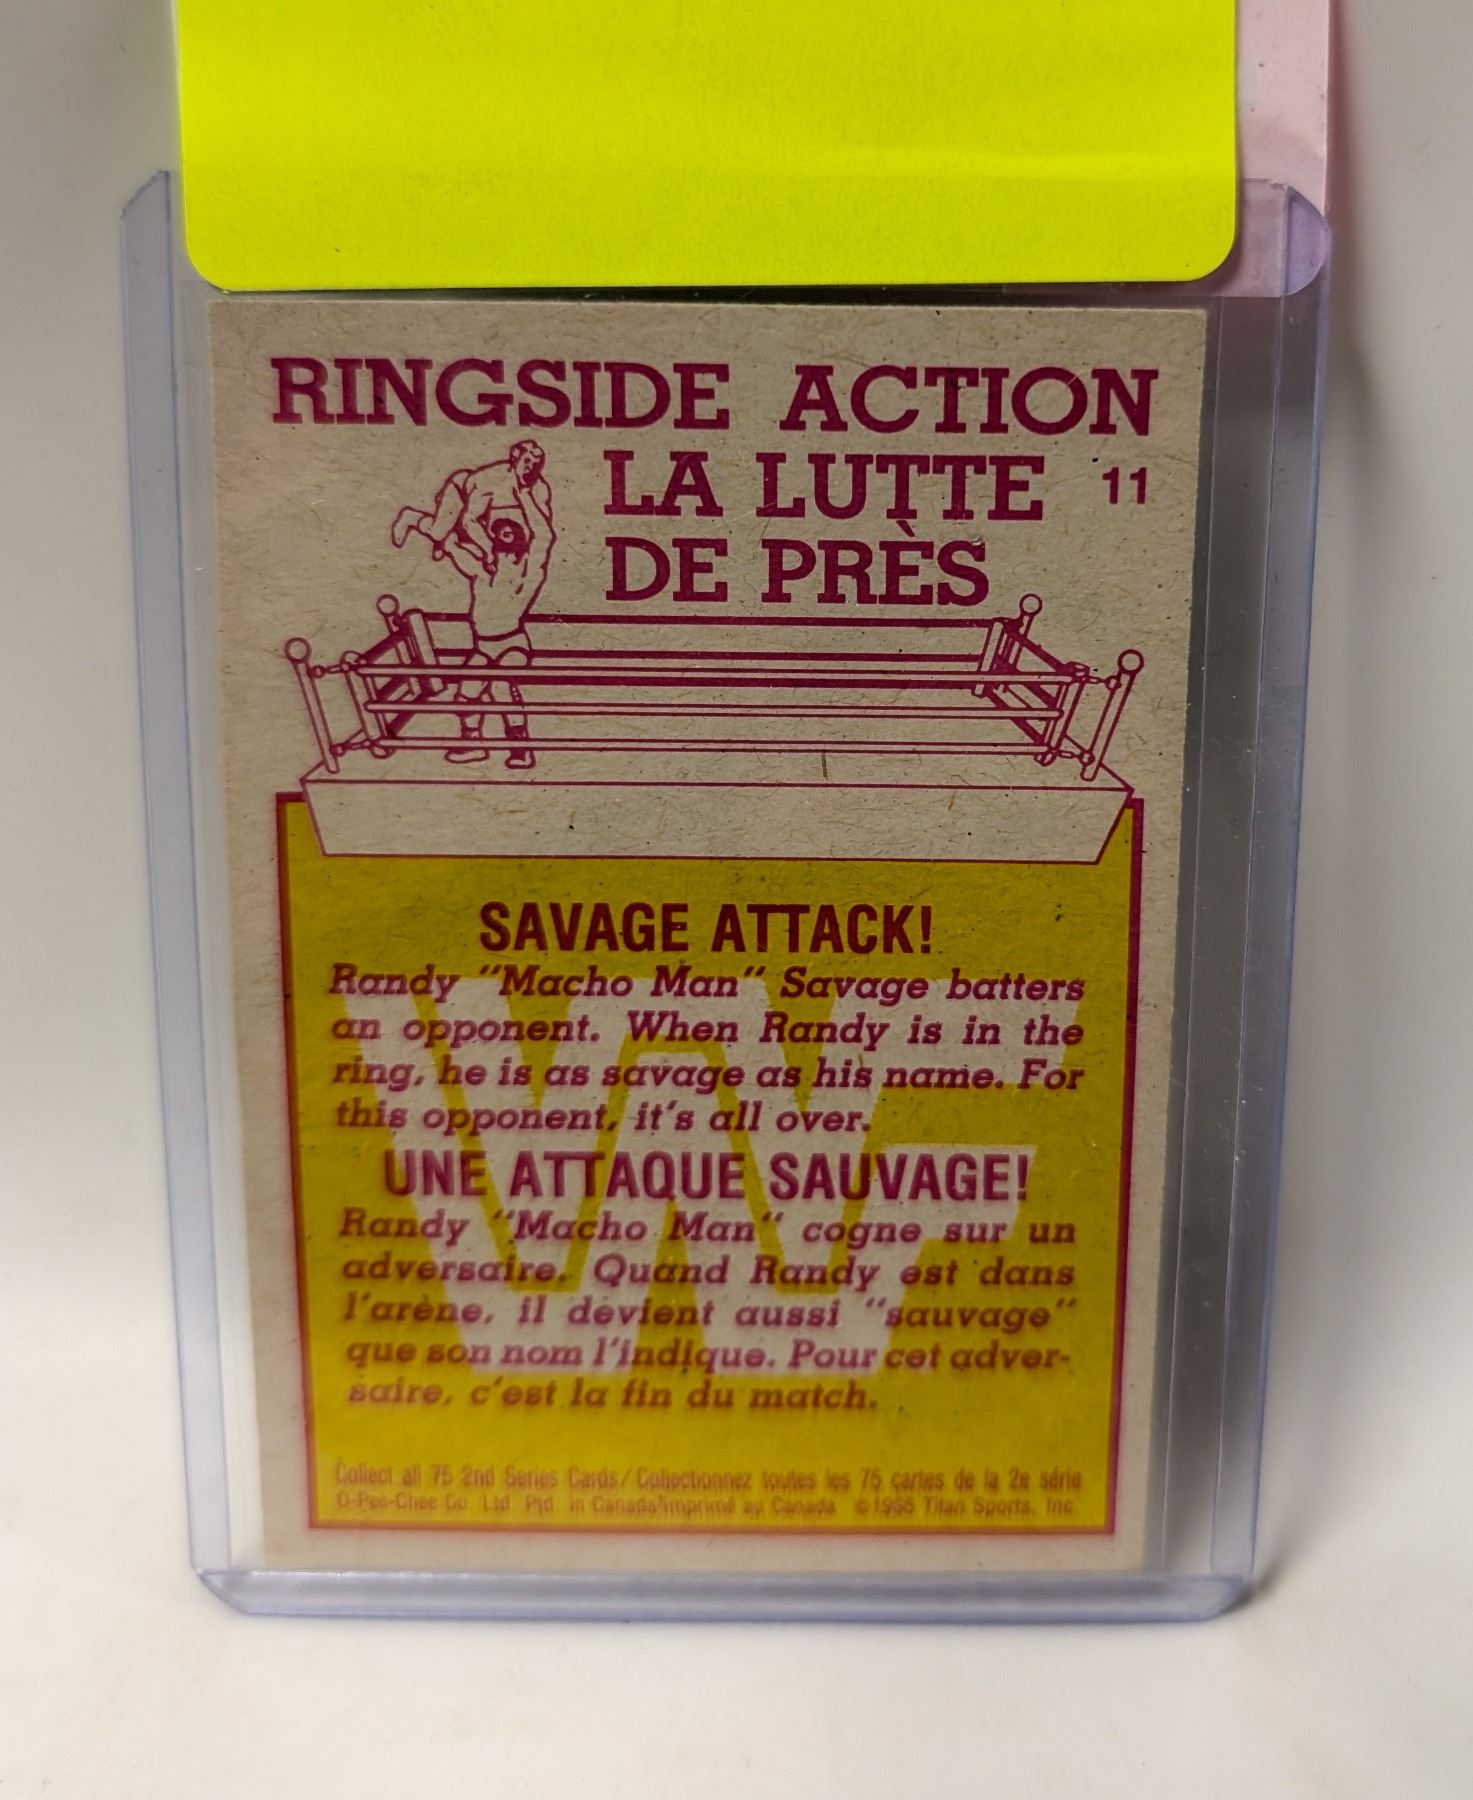 RINGSIDE ACTION
LA LUTTE 11
DE PRÈS
SAVAGE ATTACK!
Randy "Macho Man" Savage batters
an opponent. When Randy is in the
ring, he is as savage as his name. For
this opponent, it's all over.
UNE ATTAQUE SAUVAGE!
Randy "Macho Man" cogne sur un
adversaire. Quand Randy est dans
l'arène, il devient aussi "sauvage"
que son nom l'indique. Pour cet adver-
saire, c'est la fin du match.
Collect all 75 2nd Series Cards/Collectionnez toutes les 75 cartes de la 2e série
O-Pee-Chee Co. Ltd. Ptd. in Canada/Imprimé au Canada ©1985 Titan Sports, Inc.